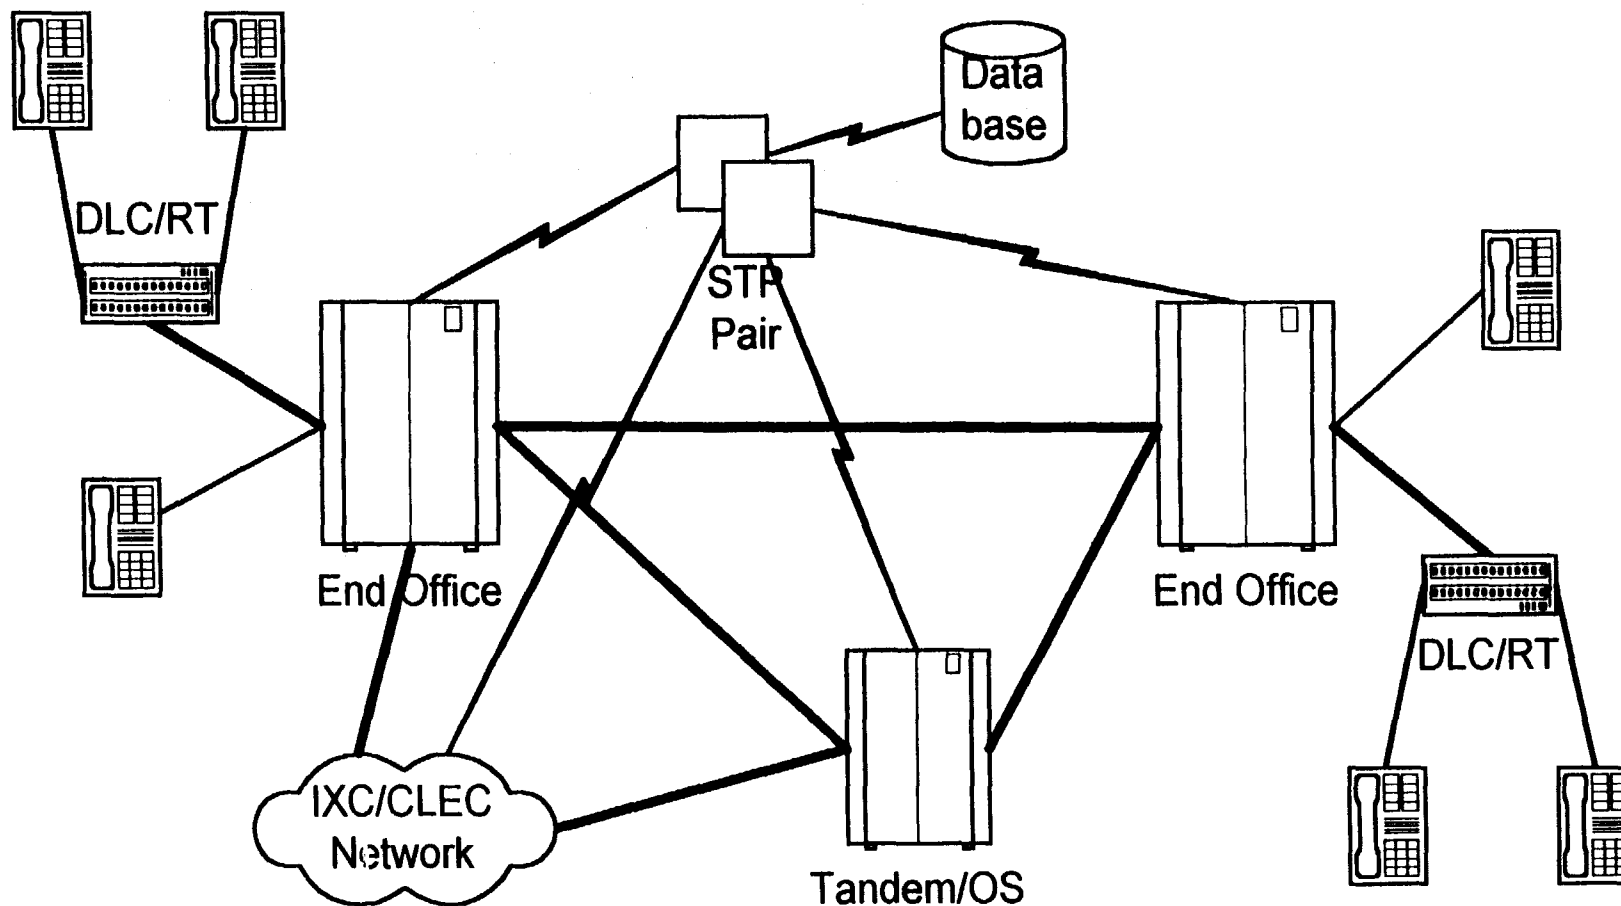 Data
base
DLC/RT
STP
Pair
End Office
End Office
DLC/RT
IXC/CLEC
Network
Tandem/OS